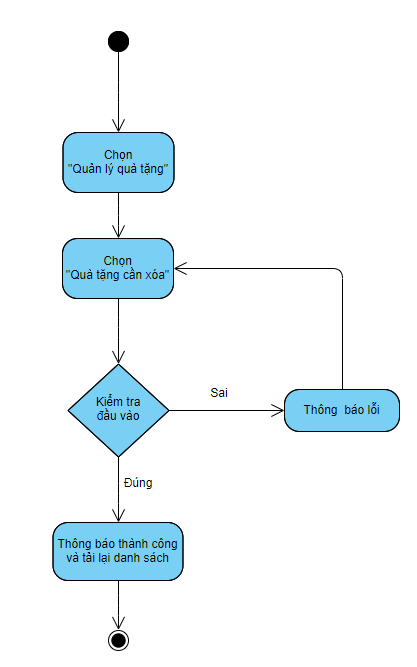 Chọn
"Quản lý quà tặng"
Chọn
"Quà tặng cần xóa"
Kiểm tra
đầu vào
Sai
Thông báo lỗi
Đúng
Thông báo thành công
và tải lại danh sách